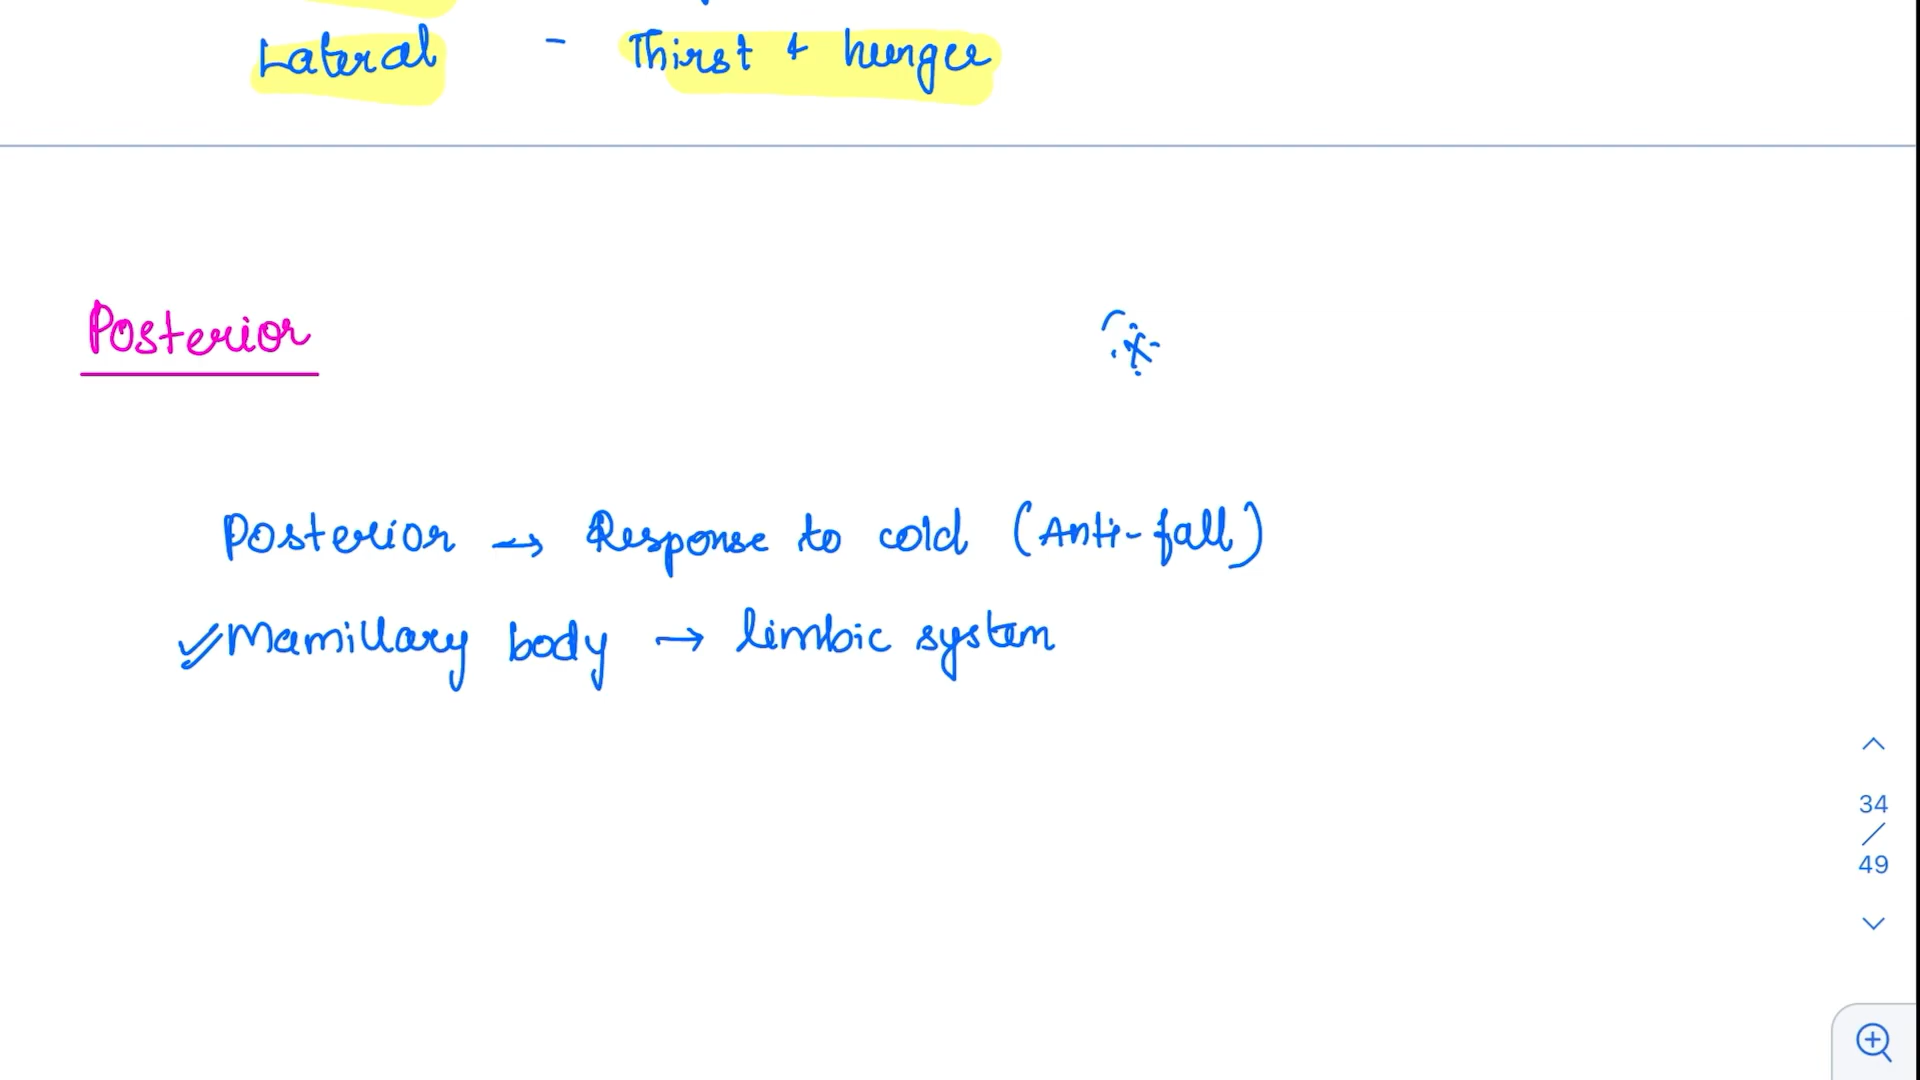 Lateral - Thirst & hunger
Posterior
Posterior → Response to cold (Anti-fall)
Mamillary body → limbic system
34
/
49